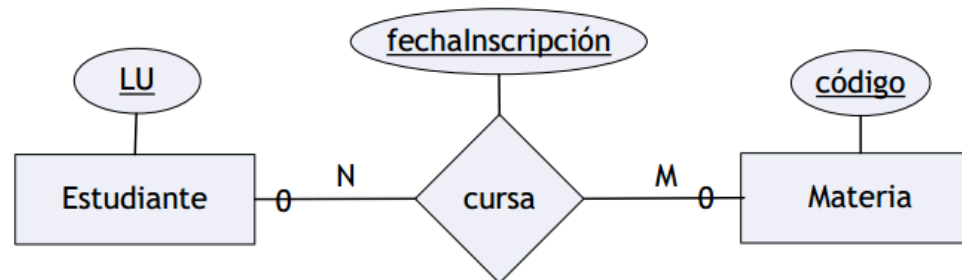 fechaInscripción
LU
código
Estudiante
0
N
cursa
M
0
Materia